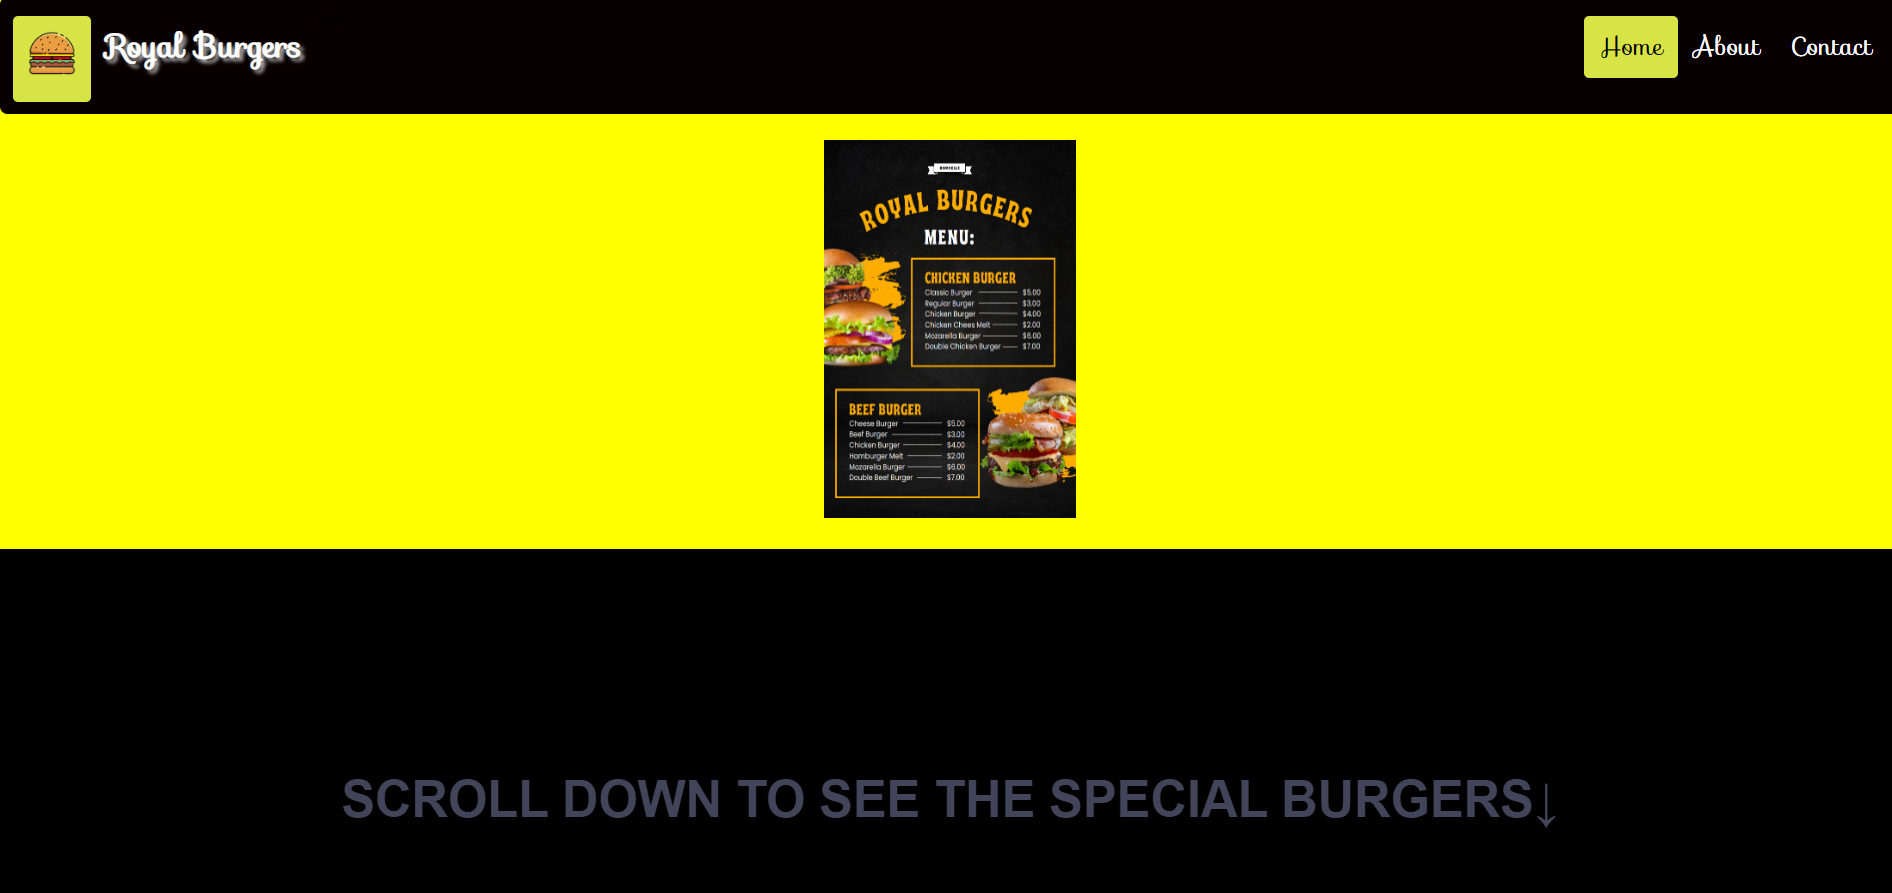 Royal Burgers
Home About Contact
ROYAL BURGERS
MENU:
CHICKEN BURGER
Classic Burger $5.00
Regular Burger $3.00
Chicken Burger $4.00
Chicken Chees Melt $2.00
Mozarella Burger $6.00
Double Chicken Burger $7.00
BEEF BURGER
Cheese Burger $5.00
Beef Burger $3.00
Chicken Burger $4.00
Hamburger Melt $2.00
Mozarella Burger $6.00
Double Beef Burger $7.00
SCROLL DOWN TO SEE THE SPECIAL BURGERS↓